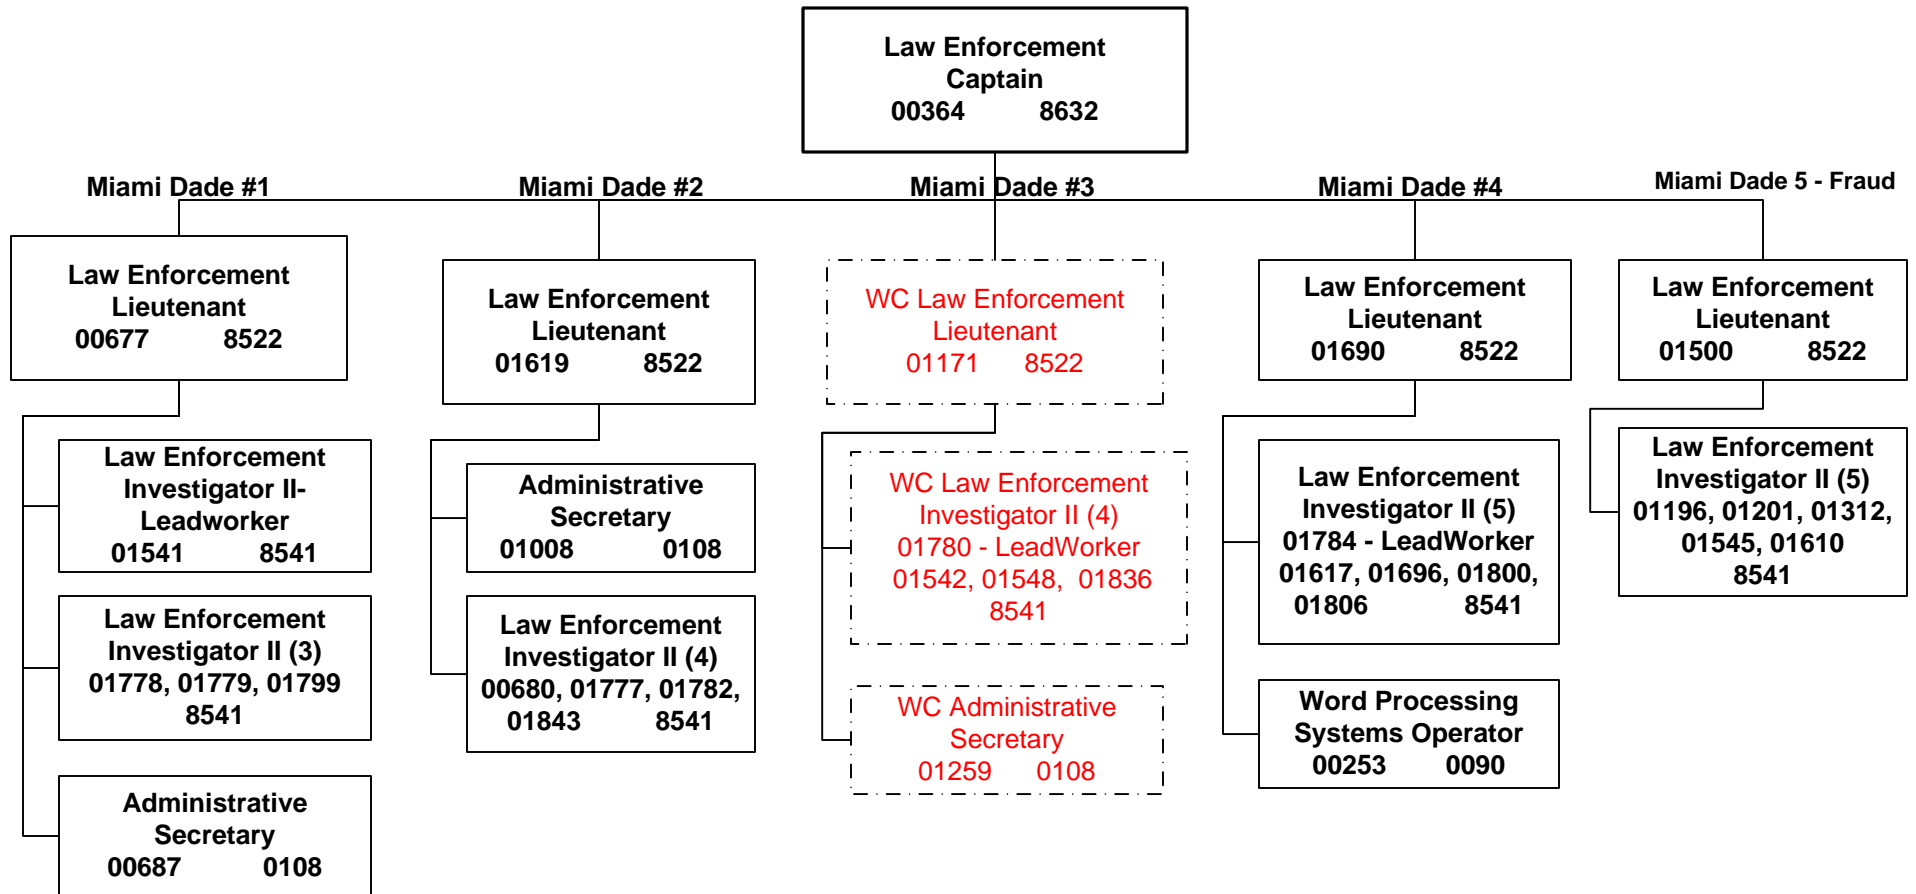 Law Enforcement
Captain
00364 8632
Miami Dade #1
Miami Dade #2
Miami Dade #3
Miami Dade #4
Miami Dade 5 - Fraud
Law Enforcement
Lieutenant
00677 8522
Law Enforcement
Investigator II-
Leadworker
01541 8541
Law Enforcement
Investigator II (3)
01778, 01779, 01799
8541
Administrative
Secretary
00687 0108
Law Enforcement
Lieutenant
01619 8522
Administrative
Secretary
01008 0108
Law Enforcement
Investigator II (4)
00680, 01777, 01782,
01843 8541
WC Law Enforcement
Lieutenant
01171 8522
WC Law Enforcement
Investigator II (4)
01780 - LeadWorker
01542, 01548, 01836
8541
WC Administrative
Secretary
01259 0108
Law Enforcement
Lieutenant
01690 8522
Law Enforcement
Investigator II (5)
01784 - LeadWorker
01617, 01696, 01800,
01806 8541
Word Processing
Systems Operator
00253 0090
Law Enforcement
Lieutenant
01500 8522
Law Enforcement
Investigator II (5)
01196, 01201, 01312,
01545, 01610
8541